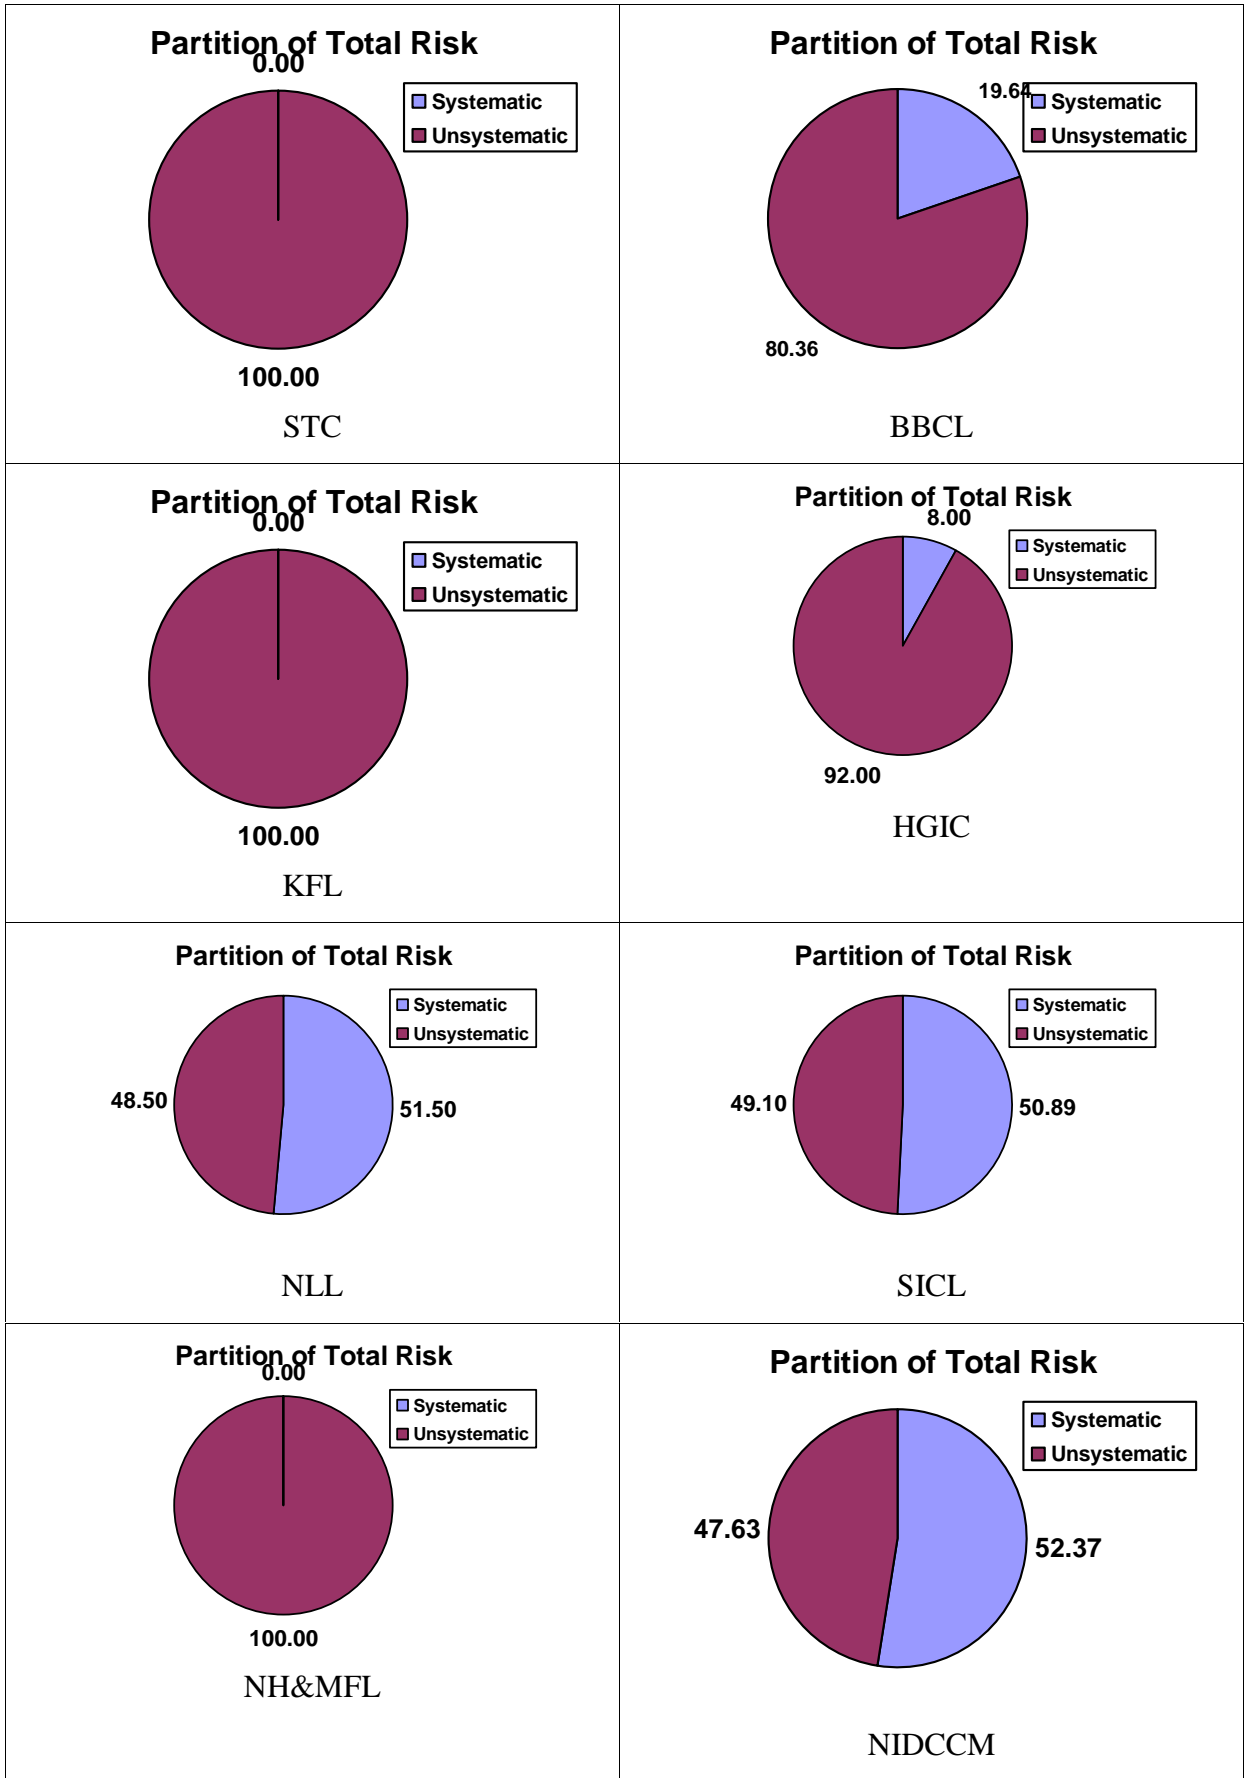 Partition of Total Risk
0.00
Systematic
Unsystematic
100.00
STC
Partition of Total Risk
19.64
Systematic
Unsystematic
80.36
BBCL
Partition of Total Risk
0.00
Systematic
Unsystematic
100.00
KFL
Partition of Total Risk
8.00
Systematic
Unsystematic
92.00
HGIC
Partition of Total Risk
Systematic
Unsystematic
48.50
51.50
NLL
Partition of Total Risk
Systematic
Unsystematic
49.10
50.89
SICL
Partition of Total Risk
0.00
Systematic
Unsystematic
100.00
NH&MFL
Partition of Total Risk
Systematic
Unsystematic
47.63
52.37
NIDCCM